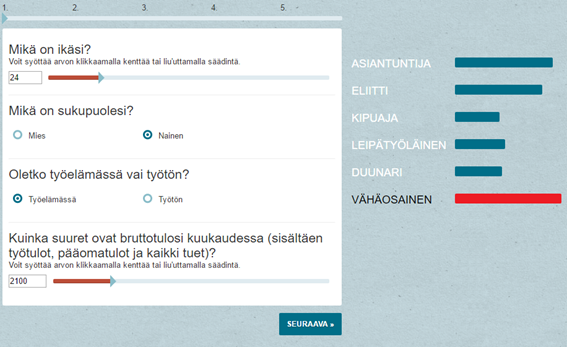 1. 2. 3. 4. 5.
Mikä on ikäsi?
Voit syöttää arvon klikkaamalla kenttää tai liu'uttamalla säädintä.
24
Mikä on sukupuolesi?
Mies Nainen
Oletko työelämässä vai työtön?
Työelämässä Työtön
Kuinka suuret ovat bruttotulosi kuukaudessa (sisältäen
työtulot, pääomatulot ja kaikki tuet)?
Voit syöttää arvon klikkaamalla kenttää tai liu'uttamalla säädintä.
2100
SEURAAVA »
ASIANTUNTIJA
ELIITTI
KIPUAJA
LEIPÄTYÖLÄINEN
DUUNARI
VÄHÄOSAINEN